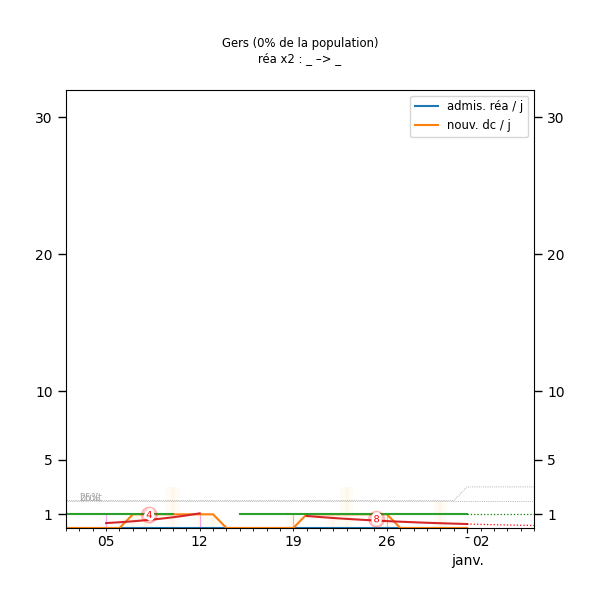 Gers (0% de la population)
réa x2 : _ –> _
admis. réa / j
nouv. dc / j
30 30
20 20
10 10
5 5
1 1
4
8
05 12 19 26 02
janv.